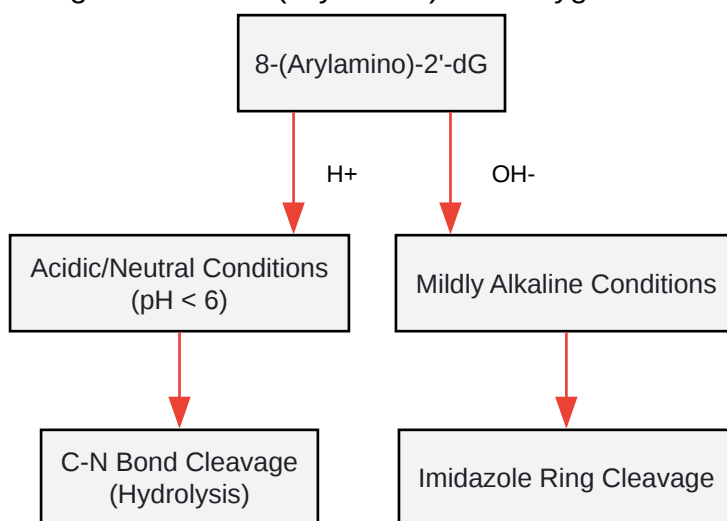 8-(Arylamino)-2'-dG
H+
OH-
Acidic/Neutral Conditions
(pH < 6)
Mildly Alkaline Conditions
C-N Bond Cleavage
(Hydrolysis)
Imidazole Ring Cleavage